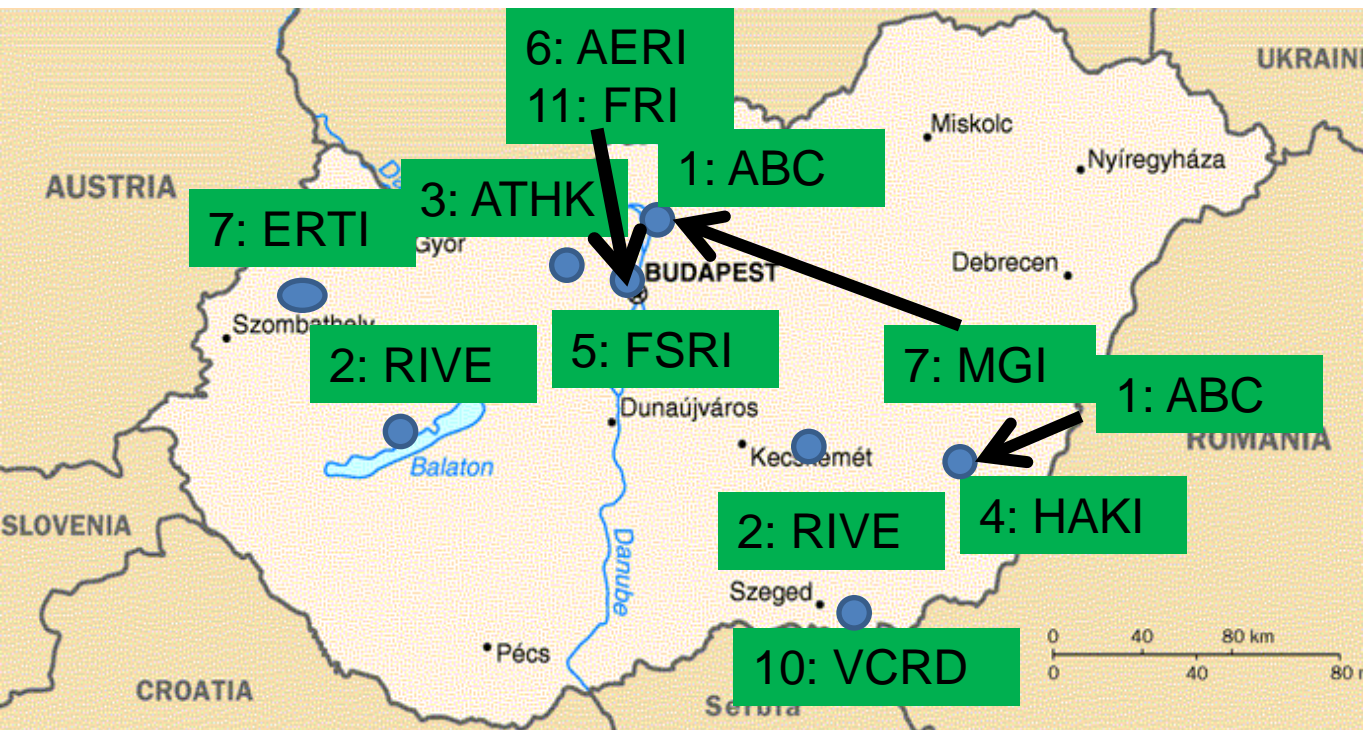 6: AERI
11: FRI
UKRAINE
Miskolc
1: ABC
Nyíregyháza
AUSTRIA
3: ATHK
7: ERTI
Győr
BUDAPEST
Debrecen
Szombathely
2: RIVE
5: FSRI
7: MGI
1: ABC
Dunaújváros
ROMANIA
Kecskemét
Balaton
SLOVENIA
2: RIVE
4: HAKI
Danube
Szeged
Pécs
10: VCRD
0 40 80 km
0 40 80 m
CROATIA
Serbia